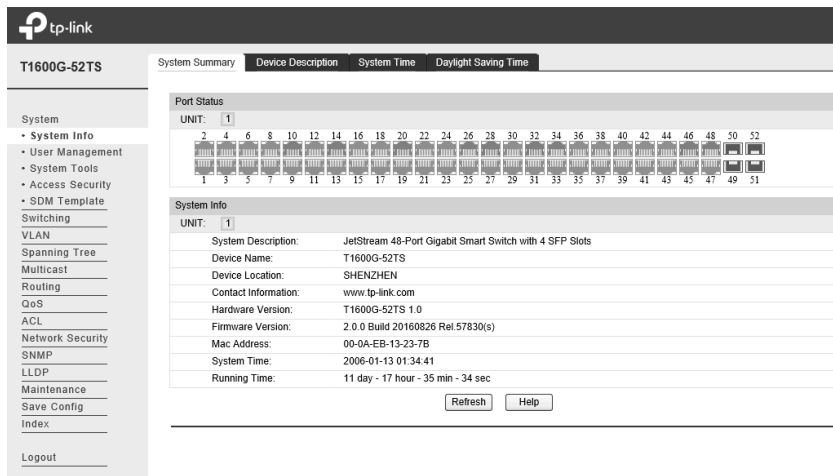 tp-link
T1600G-52TS
System Summary Device Description System Time Daylight Saving Time
System
• System Info
• User Management
• System Tools
• Access Security
• SDM Template
Switching
VLAN
Spanning Tree
Multicast
Routing
QoS
ACL
Network Security
SNMP
LLDP
Maintenance
Save Config
Index
Logout
Port Status
UNIT: 1
2 4 6 8 10 12 14 16 18 20 22 24 26 28 30 32 34 36 38 40 42 44 46 48 50 52
1 3 5 7 9 11 13 15 17 19 21 23 25 27 29 31 33 35 37 39 41 43 45 47 49 51
System Info
UNIT: 1
System Description: JetStream 48-Port Gigabit Smart Switch with 4 SFP Slots
Device Name: T1600G-52TS
Device Location: SHENZHEN
Contact Information: www.tp-link.com
Hardware Version: T1600G-52TS 1.0
Firmware Version: 2.0.0 Build 20160826 Rel.57830(s)
Mac Address: 00-0A-EB-13-23-7B
System Time: 2006-01-13 01:34:41
Running Time: 11 day - 17 hour - 35 min - 34 sec
Refresh Help